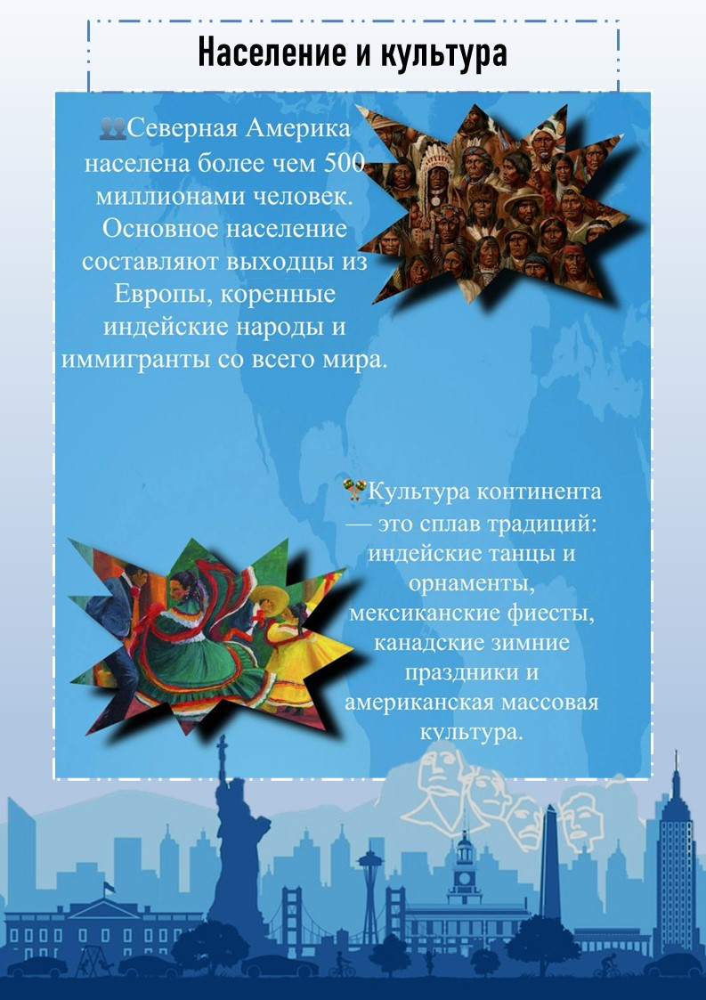 Население и культура
👥Северная Америка
населена более чем 500
миллионами человек.
Основное население
составляют выходцы из
Европы, коренные
индейские народы и
иммигранты со всего мира.
🪇Культура континента
— это сплав традиций:
индейские танцы и
орнаменты,
мексиканские фиесты,
канадские зимние
праздники и
американская массовая
культура.